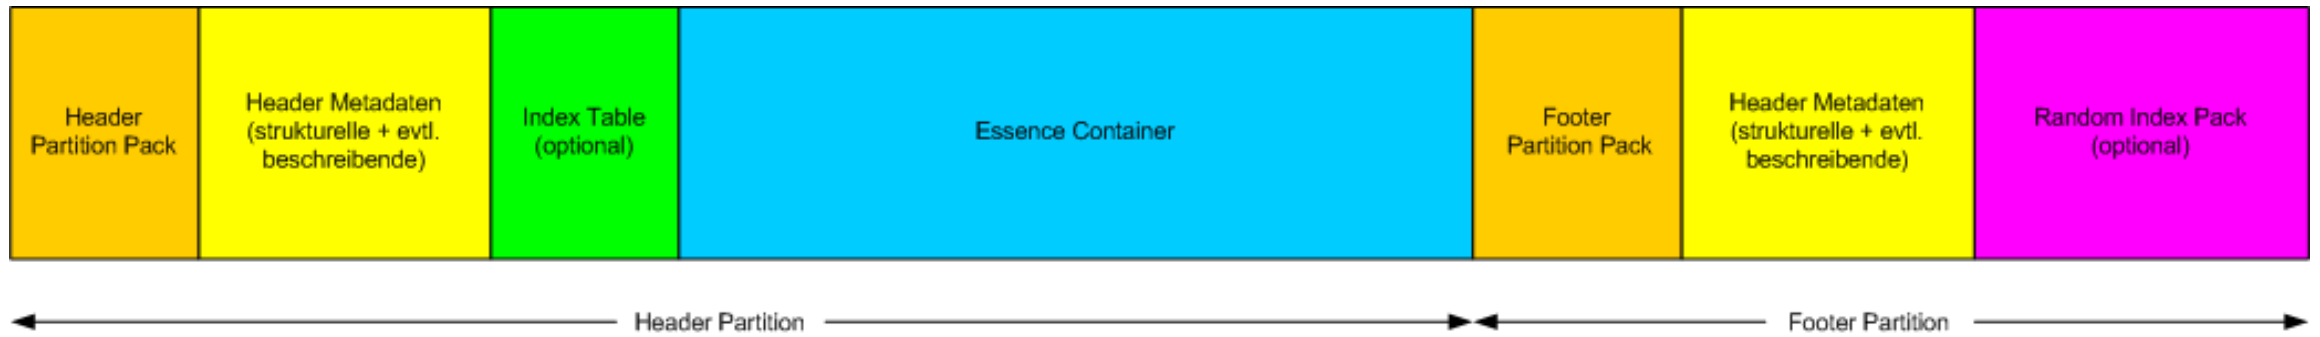 Header
Partition Pack
Header Metadaten
(strukturelle + evtl.
beschreibende)
Index Table
(optional)
Essence Container
Footer
Partition Pack
Header Metadaten
(strukturelle + evtl.
beschreibende)
Random Index Pack
(optional)
Header Partition
Footer Partition